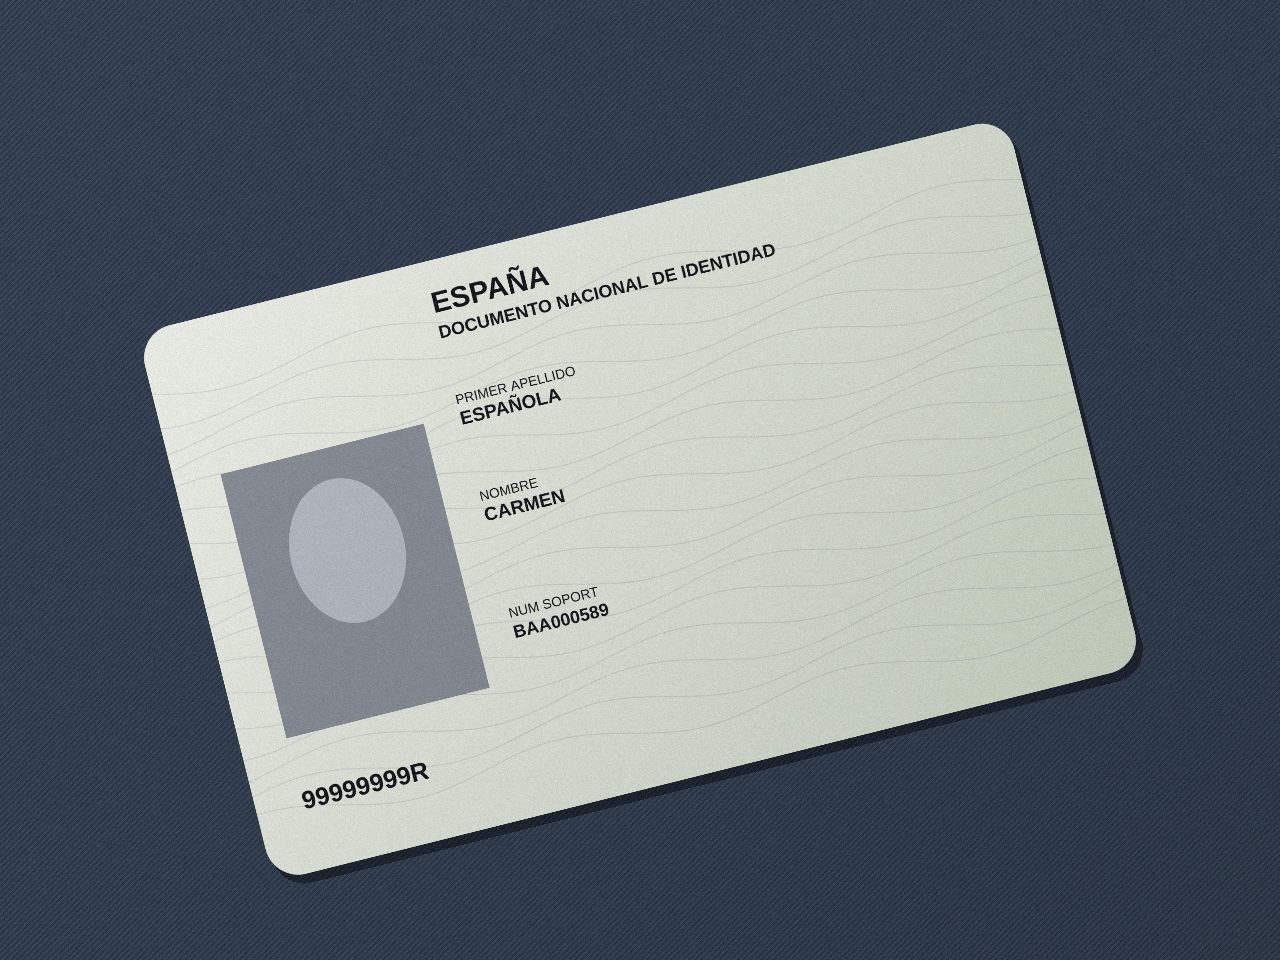 ESPAÑA
DOCUMENTO NACIONAL DE IDENTIDAD
PRIMER APELLIDO
ESPAÑOLA
NOMBRE
CARMEN
NUM SOPORT
BAA000589
99999999R